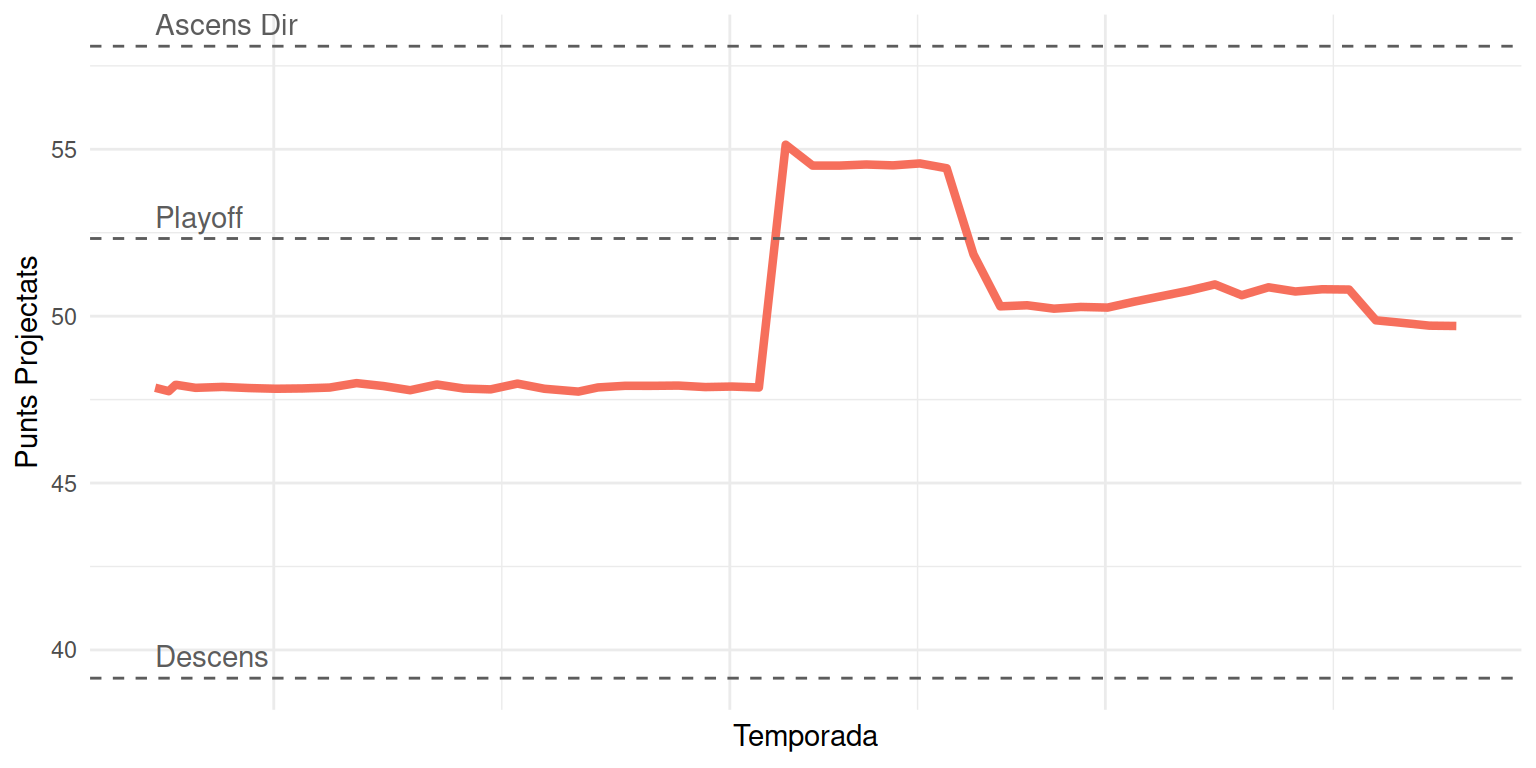 Ascens Dir
55
Playoff
50
45
40
Descens
Punts Projectats
Temporada